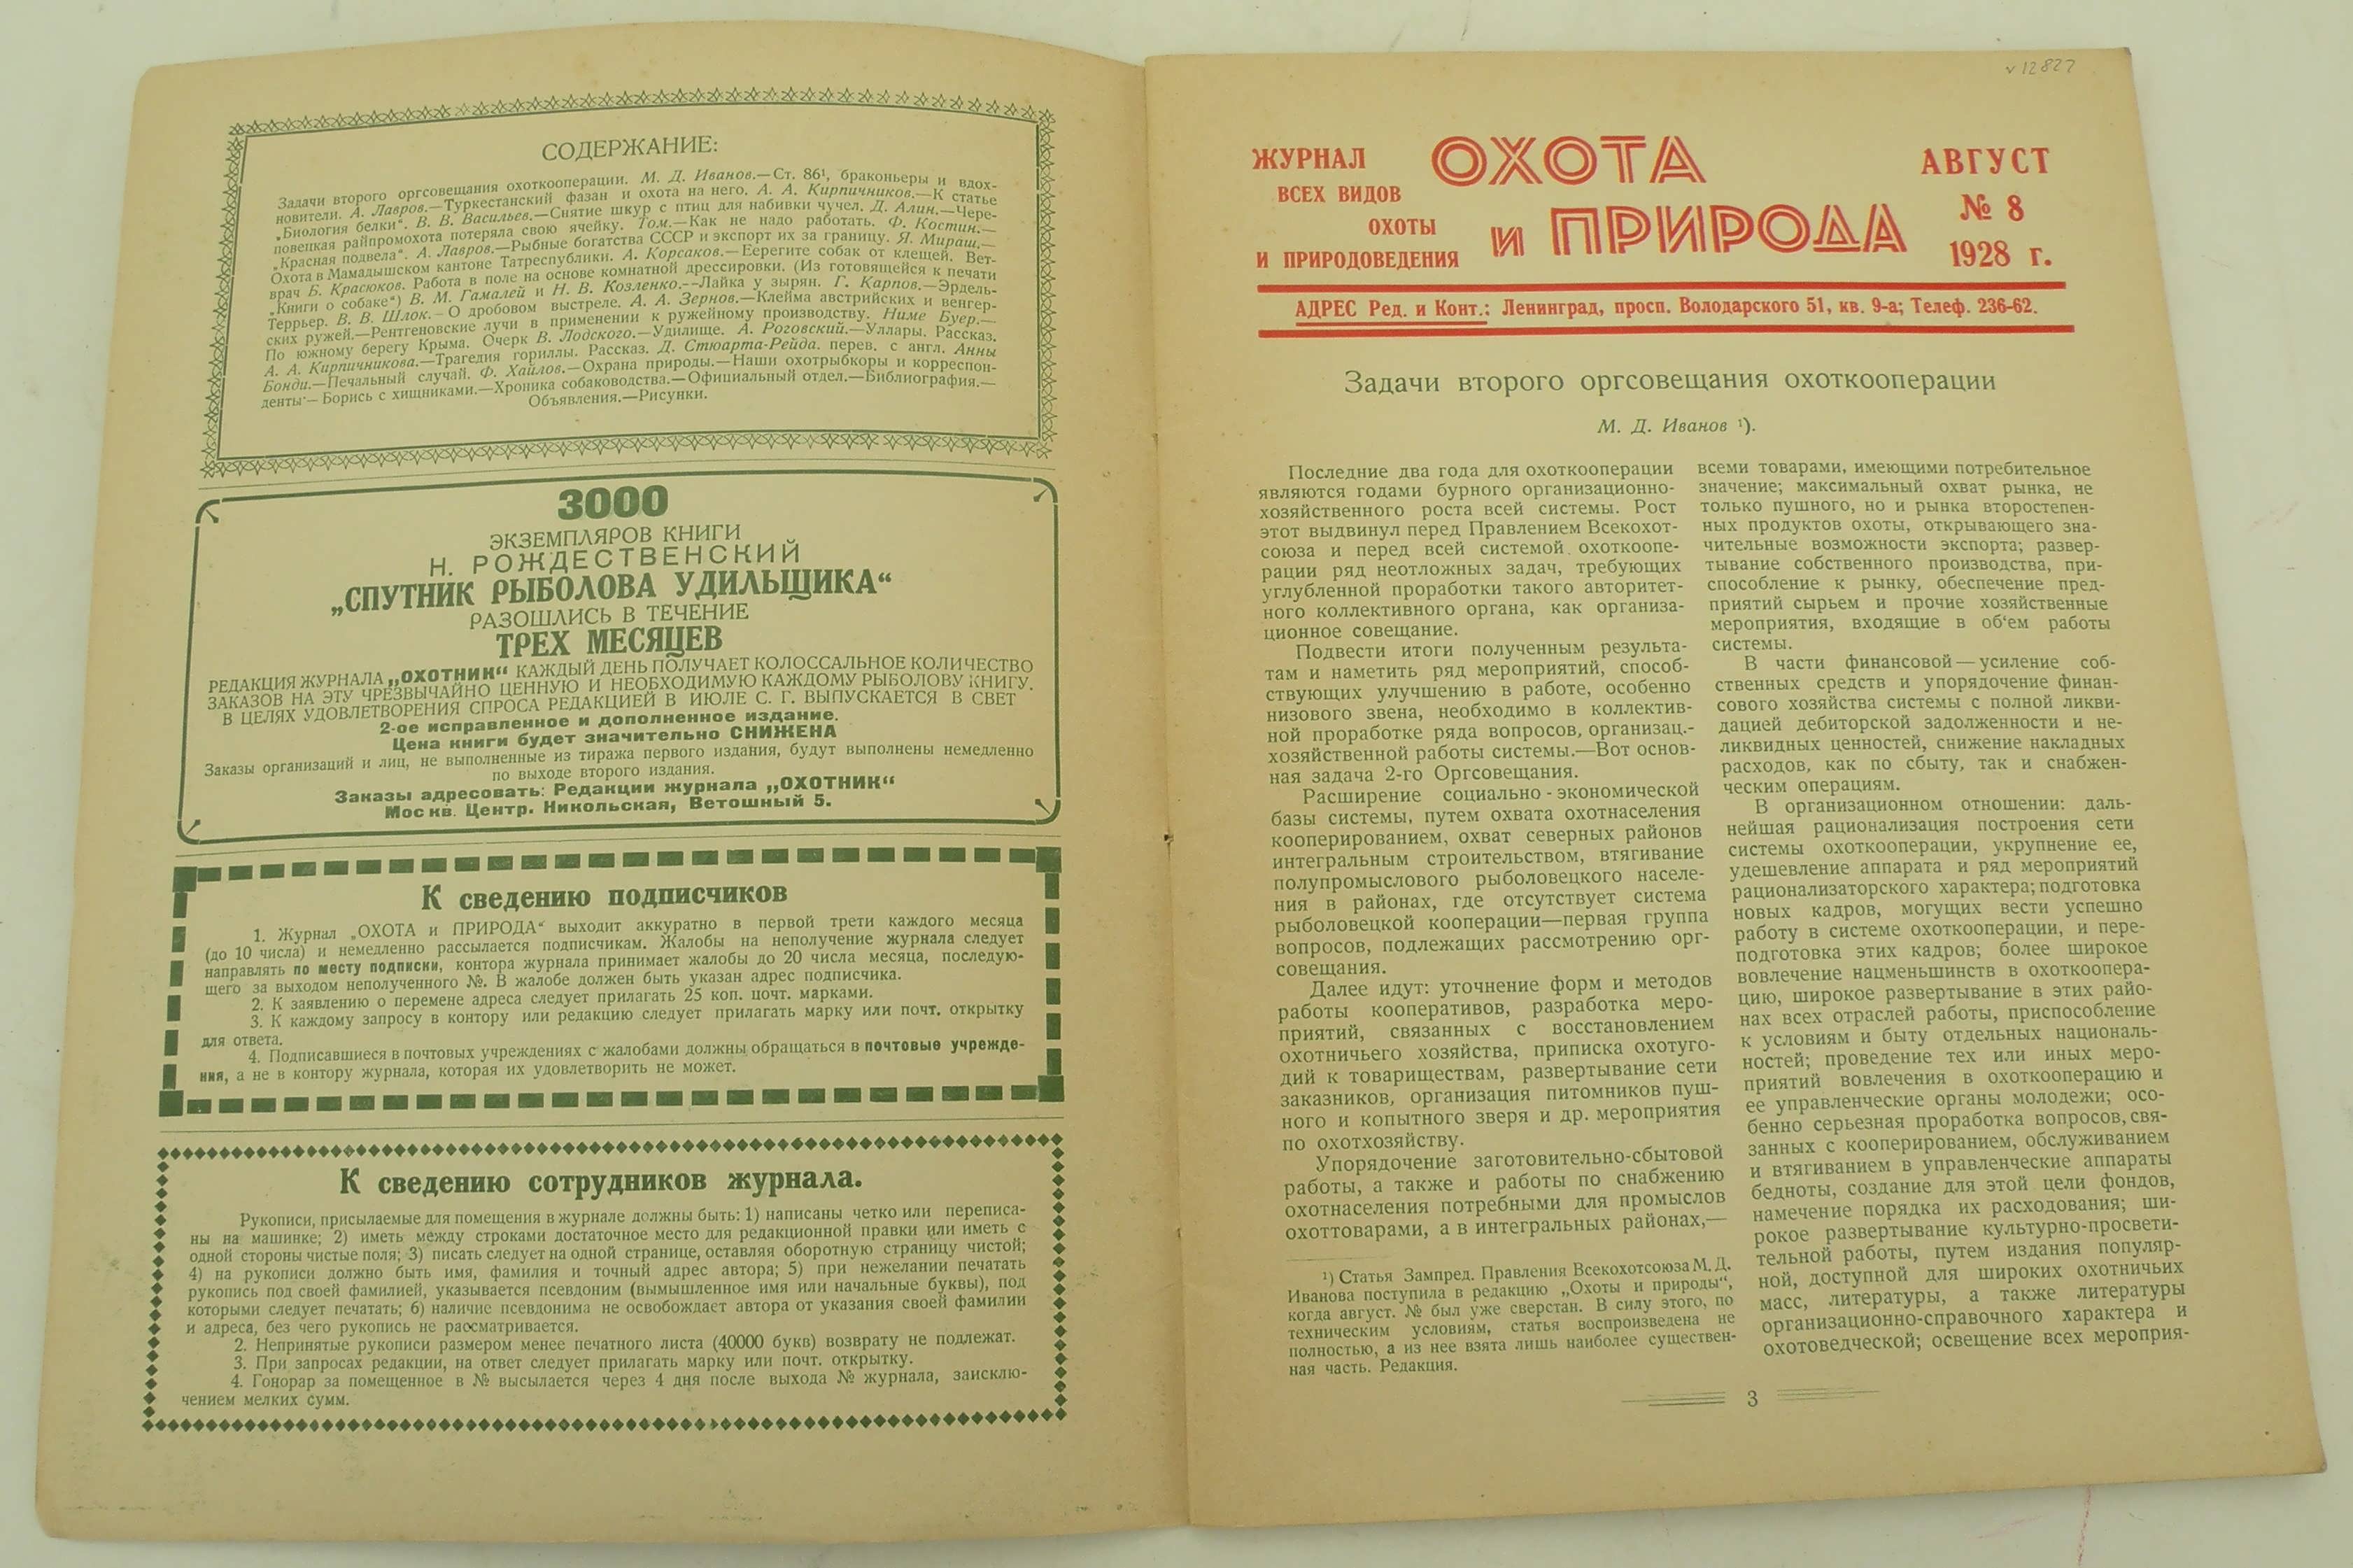 СОДЕРЖАНИЕ:
Задачи второго оргсовещания охоткооперации. М. Д. Иванов.—Ст. 86¹, браконьеры и вдох-
новители. А. Лавров.—Туркестанский фазан и охота на него. А. А. Кирпичников.—К статье
„Биология белки“. В. В. Васильев.—Снятие шкур с птиц для набивки чучел. Д. Алин.—Чере-
повецкая райпромохота потеряла свою ячейку. Том.—Как не надо работать. Ф. Костин.—
„Красная подвела“. А. Лавров.—Рыбные богатства СССР и экспорт их за границу. Я. Мираш.—
Охота в Мамадышском кантоне Татреспублики. А. Корсаков.—Еерегите собак от клещей. Вет-
врач Б. Красюков. Работа в поле на основе комнатной дрессировки. (Из готовящейся к печати
„Книги о собаке“) В. М. Гамалей и Н. В. Козленко.--Лайка у зырян. Г. Карпов.—Эрдель-
Террьер. В. В. Шлок.—О дробовом выстреле. А. А. Зернов.—Клейма австрийских и венгер-
ских ружей.—Рентгеновские лучи в применении к ружейному производству. Ниме Буер.—
По южному берегу Крыма. Очерк В. Лодского.—Удилище. А. Роговский.—Уллары. Рассказ.
А. А. Кирпичникова.—Трагедия гориллы. Рассказ. Д. Стюарта-Рейда. перев. с англ. Анны
Бонди.—Печальный случай. Ф. Хайлов.—Охрана природы.—Наши охотрыбкоры и корреспон-
денты·— Борись с хищниками.—Хроника собаководства.—Официальный отдел.—Библиография.—
Объявления.—Рисунки.
3000
ЭКЗЕМПЛЯРОВ КНИГИ
Н. РОЖДЕСТВЕНСКИЙ
„СПУТНИК РЫБОЛОВА УДИЛЬЩИКА“
РАЗОШЛИСЬ В ТЕЧЕНИЕ
ТРЕХ МЕСЯЦЕВ
РЕДАКЦИЯ ЖУРНАЛА „ОХОТНИК“ КАЖДЫЙ ДЕНЬ ПОЛУЧАЕТ КОЛОССАЛЬНОЕ КОЛИЧЕСТВО
ЗАКАЗОВ НА ЭТУ ЧРЕЗВЫЧАЙНО ЦЕННУЮ И НЕОБХОДИМУЮ КАЖДОМУ РЫБОЛОВУ КНИГУ.
В ЦЕЛЯХ УДОВЛЕТВОРЕНИЯ СПРОСА РЕДАКЦИЕЙ В ИЮЛЕ С. Г. ВЫПУСКАЕТСЯ В СВЕТ
2-ое исправленное и дополненное издание.
Цена книги будет значительно СНИЖЕНА
Заказы организаций и лиц, не выполненные из тиража первого издания, будут выполнены немедленно
по выходе второго издания.
Заказы адресовать: Редакции журнала „ОХОТНИК“
Москв. Центр. Никольская, Ветошный 5.
К сведению подписчиков
1. Журнал „ОХОТА и ПРИРОДА“ выходит аккуратно в первой трети каждого месяца
(до 10 числа) и немедленно рассылается подписчикам. Жалобы на неполучение журнала следует
направлять по месту подписки, контора журнала принимает жалобы до 20 числа месяца, последую-
щего за выходом неполученного №. В жалобе должен быть указан адрес подписчика.
2. К заявлению о перемене адреса следует прилагать 25 коп. почт. марками.
3. К каждому запросу в контору или редакцию следует прилагать марку или почт. открытку
для ответа.
4. Подписавшиеся в почтовых учреждениях с жалобами должны обращаться в почтовые учрежде-
ния, а не в контору журнала, которая их удовлетворить не может.
К сведению сотрудников журнала.
Рукописи, присылаемые для помещения в журнале должны быть: 1) написаны четко или переписа-
ны на машинке; 2) иметь между строками достаточное место для редакционной правки или иметь с
одной стороны чистые поля; 3) писать следует на одной странице, оставляя оборотную страницу чистой;
4) на рукописи должно быть имя, фамилия и точный адрес автора; 5) при нежелании печатать
рукопись под своей фамилией, указывается псевдоним (вымышленное имя или начальные буквы), под
которыми следует печатать; 6) наличие псевдонима не освобождает автора от указания своей фамилии
и адреса, без чего рукопись не рассматривается.
2. Непринятые рукописи размером менее печатного листа (40000 букв) возврату не подлежат.
3. При запросах редакции, на ответ следует прилагать марку или почт. открытку.
4. Гонорар за помещенное в № высылается через 4 дня после выхода № журнала, заисклю-
чением мелких сумм.
v 12827
ЖУРНАЛ
ВСЕХ ВИДОВ
ОХОТЫ
И ПРИРОДОВЕДЕНИЯ
ОХОТА
и ПРИРОДА
АВГУСТ
№ 8
1928 г.
АДРЕС Ред. и Конт.: Ленинград, просп. Володарского 51, кв. 9-а; Телеф. 236-62.
Задачи второго оргсовещания охоткооперации
М. Д. Иванов ¹).
Последние два года для охоткооперации
являются годами бурного организационно-
хозяйственного роста всей системы. Рост
этот выдвинул перед Правлением Всекохот-
союза и перед всей системой охоткоопе-
рации ряд неотложных задач, требующих
углубленной проработки такого авторитет-
ного коллективного органа, как организа-
ционное совещание.
Подвести итоги полученным результа-
там и наметить ряд мероприятий, способ-
ствующих улучшению в работе, особенно
низового звена, необходимо в коллектив-
ной проработке ряда вопросов, организац.-
хозяйственной работы системы.—Вот основ-
ная задача 2-го Оргсовещания.
Расширение социально-экономической
базы системы, путем охвата охотнаселения
кооперированием, охват северных районов
интегральным строительством, втягивание
полупромыслового рыболовецкого населе-
ния в районах, где отсутствует система
рыболовецкой кооперации—первая группа
вопросов, подлежащих рассмотрению орг-
совещания.
Далее идут: уточнение форм и методов
работы кооперативов, разработка меро-
приятий, связанных с восстановлением
охотничьего хозяйства, приписка охотуго-
дий к товариществам, развертывание сети
заказников, организация питомников пуш-
ного и копытного зверя и др. мероприятия
по охотхозяйству.
Упорядочение заготовительно-сбытовой
работы, а также и работы по снабжению
охотнаселения потребными для промыслов
охоттоварами, а в интегральных районах,—
¹) Статья Зампред. Правления Всекохотсоюза М. Д.
Иванова поступила в редакцию „Охоты и природы“,
когда август. № был уже сверстан. В силу этого, по
техническим условиям, статья воспроизведена не
полностью, а из нее взята лишь наиболее существен-
ная часть. Редакция.
всеми товарами, имеющими потребительное
значение; максимальный охват рынка, не
только пушного, но и рынка второстепен-
ных продуктов охоты, открывающего зна-
чительные возможности экспорта; развер-
тывание собственного производства, при-
способление к рынку, обеспечение пред-
приятий сырьем и прочие хозяйственные
мероприятия, входящие в об'ем работы
системы.
В части финансовой—усиление соб-
ственных средств и упорядочение финан-
сового хозяйства системы с полной ликви-
дацией дебиторской задолженности и не-
ликвидных ценностей, снижение накладных
расходов, как по сбыту, так и снабжен-
ческим операциям.
В организационном отношении: даль-
нейшая рационализация построения сети
системы охоткооперации, укрупнение ее,
удешевление аппарата и ряд мероприятий
рационализаторского характера; подготовка
новых кадров, могущих вести успешно
работу в системе охоткооперации, и пере-
подготовка этих кадров; более широкое
вовлечение нацменьшинств в охоткоопера-
цию, широкое развертывание в этих райо-
нах всех отраслей работы, приспособление
к условиям и быту отдельных националь-
ностей; проведение тех или иных меро-
приятий вовлечения в охоткооперацию и
ее управленческие органы молодежи; осо-
бенно серьезная проработка вопросов, свя-
занных с кооперированием, обслуживанием
и втягиванием в управленческие аппараты
бедноты, создание для этой цели фондов,
намечение порядка их расходования; ши-
рокое развертывание культурно-просвети-
тельной работы, путем издания популяр-
ной, доступной для широких охотничьих
масс, литературы, а также литературы
организационно-справочного характера и
охотоведческой; освещение всех мероприя-
3